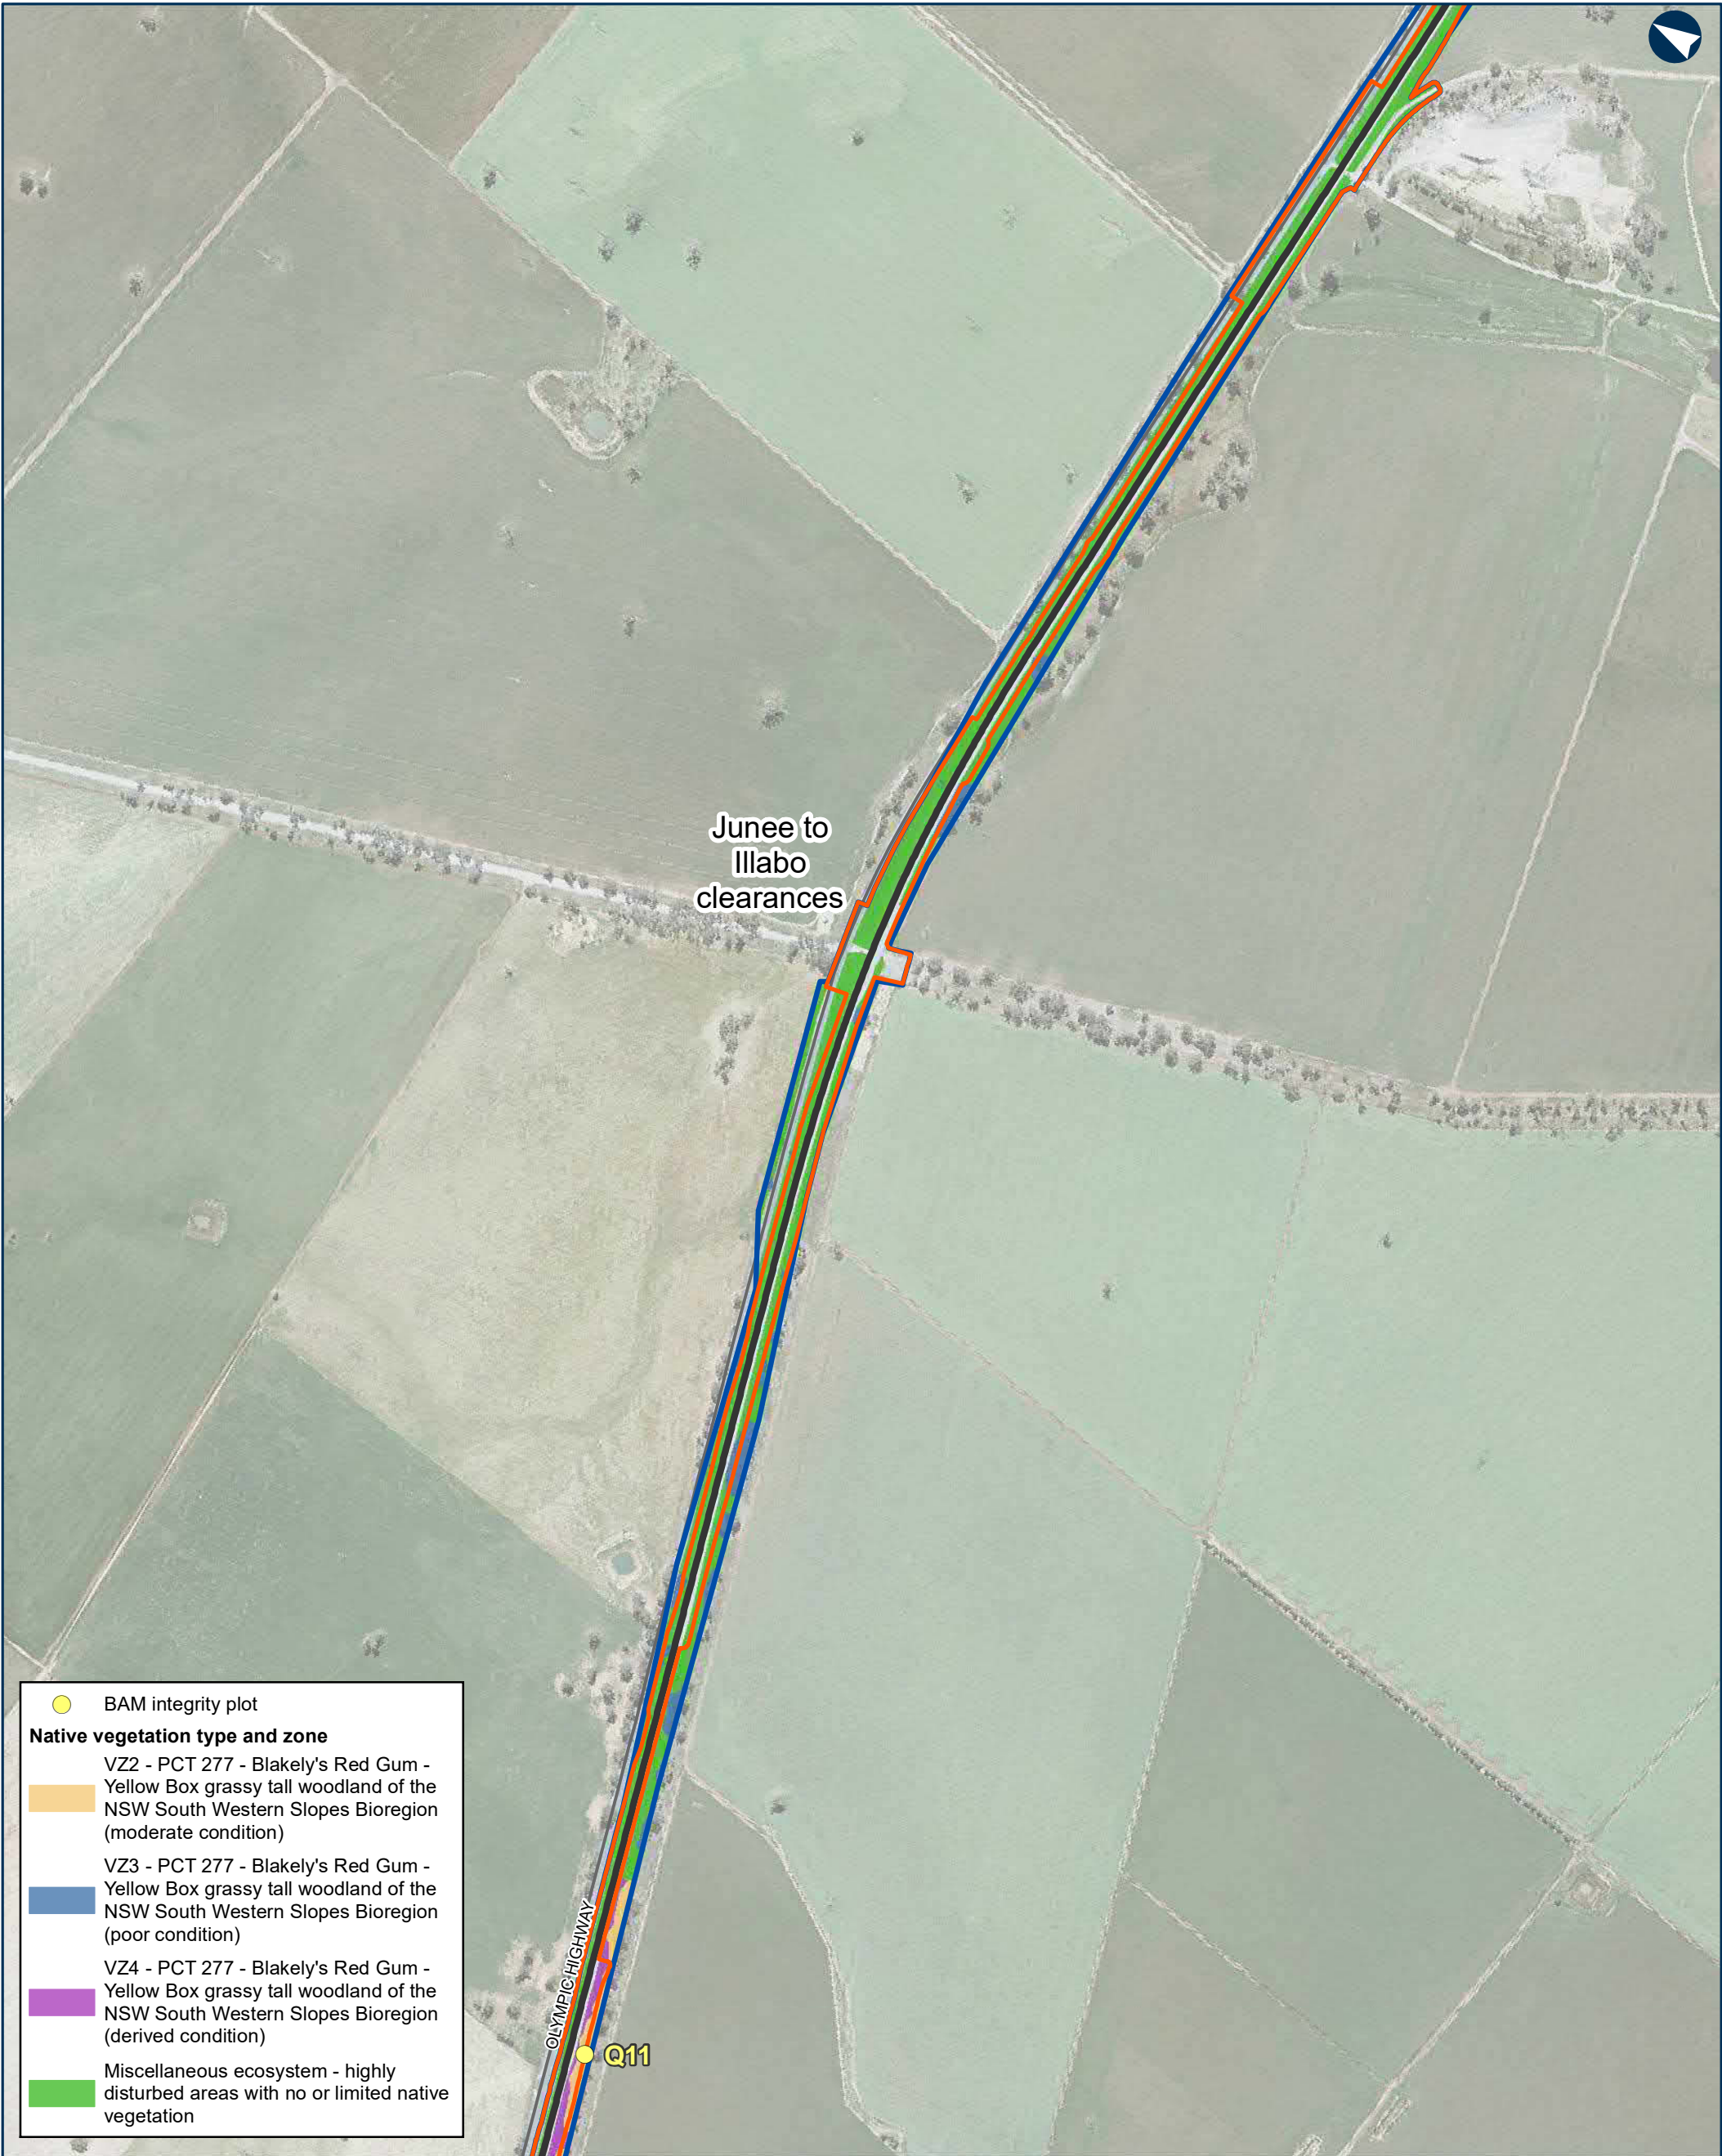 Junee to
Illabo
clearances
OLYMPIC HIGHWAY
Q11
BAM integrity plot
Native vegetation type and zone
VZ2 - PCT 277 - Blakely's Red Gum -
Yellow Box grassy tall woodland of the
NSW South Western Slopes Bioregion
(moderate condition)
VZ3 - PCT 277 - Blakely's Red Gum -
Yellow Box grassy tall woodland of the
NSW South Western Slopes Bioregion
(poor condition)
VZ4 - PCT 277 - Blakely's Red Gum -
Yellow Box grassy tall woodland of the
NSW South Western Slopes Bioregion
(derived condition)
Miscellaneous ecosystem - highly
disturbed areas with no or limited native
vegetation